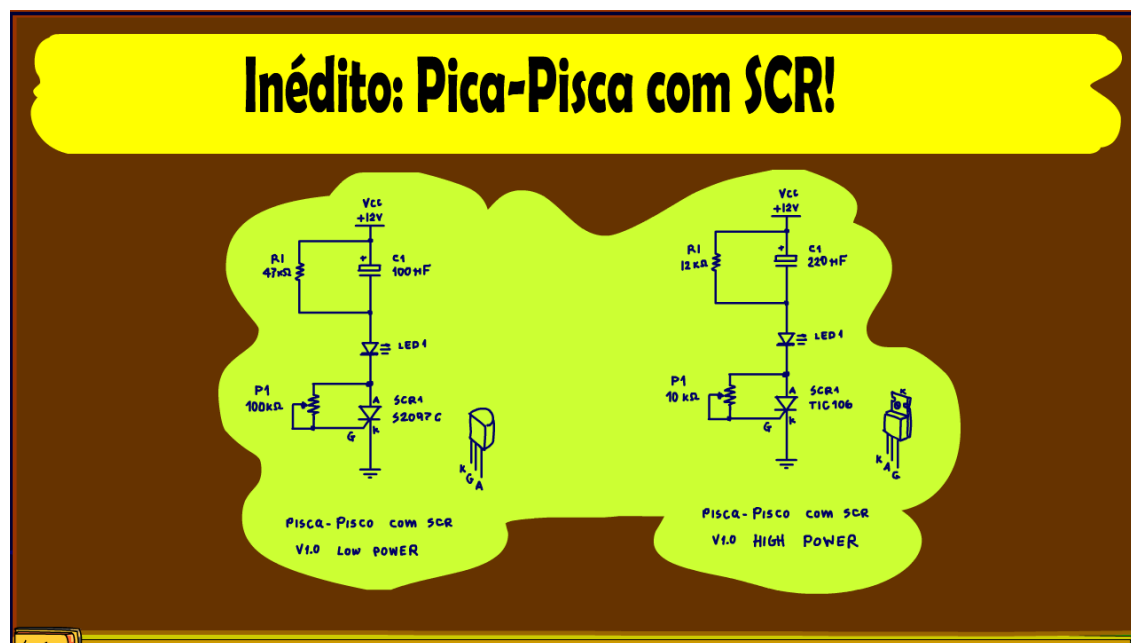 Inédito: Pica-Pisca com SCR!
Vcc
+12V
R1
47KΩ
C1
100µF
LED1
P1
100KΩ
A
SCR1
S2097C
G
K
K
G
A
PISCA-PISCO COM SCR
V1.0 LOW POWER
Vcc
+12V
R1
12KΩ
C1
220µF
LED1
P1
10KΩ
A
SCR1
TIC106
G
K
K
K
A
G
PISCA-PISCO COM SCR
V1.0 HIGH POWER